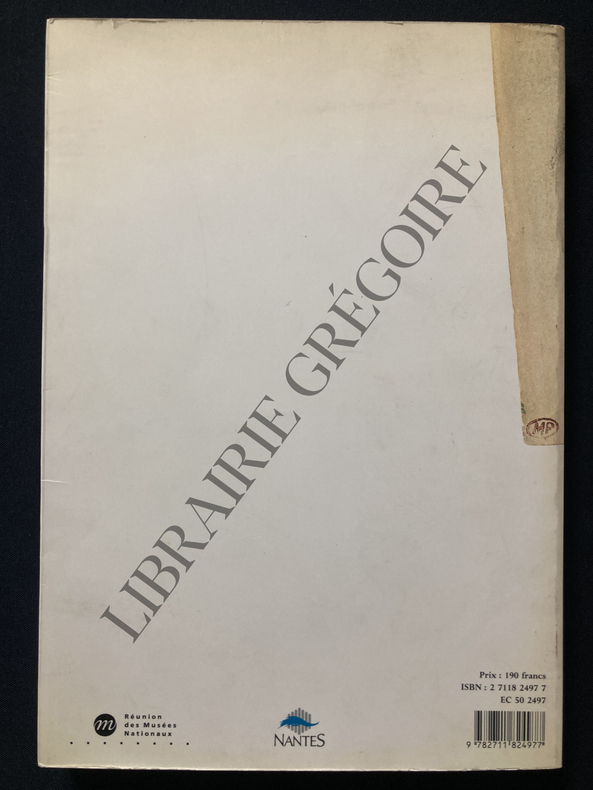 LIBRAIRIE GRÉGOIRE
MP
Prix : 190 francs
ISBN : 2 7118 2497 7
EC 50 2497
m
Réunion
des Musées
Nationaux
NANTES
9 782711 824977